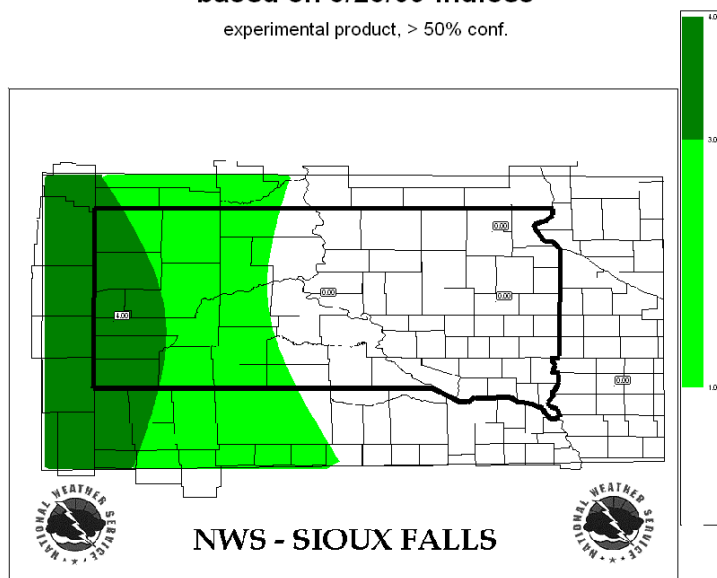 experimental product, > 50% conf.
4.0
3.0
0.00
0.00
0.00
4.00
1.0
0.00
NATIONAL WEATHER SERVICE
NATIONAL WEATHER SERVICE
NWS - SIOUX FALLS